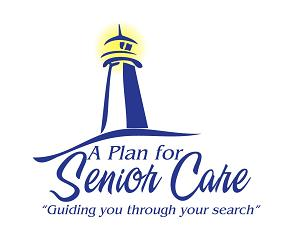 A Plan for
Senior Care
"Guiding you through your search"